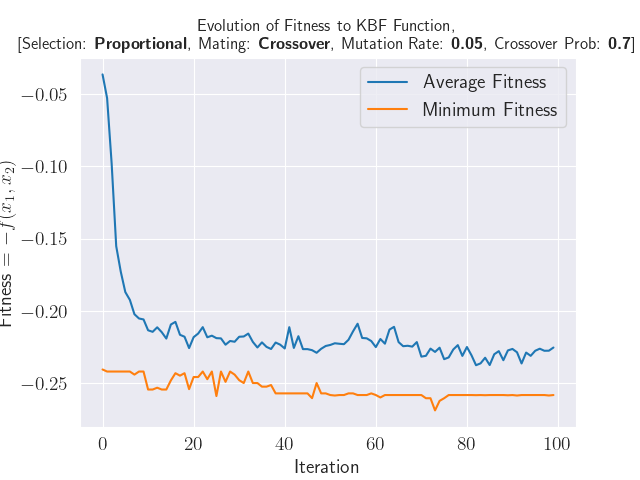 Evolution of Fitness to KBF Function,
[Selection: Proportional, Mating: Crossover, Mutation Rate: 0.05, Crossover Prob: 0.7]
Average Fitness
Minimum Fitness
Fitness = −f(x₁, x₂)
−0.05
−0.10
−0.15
−0.20
−0.25
0 20 40 60 80 100
Iteration